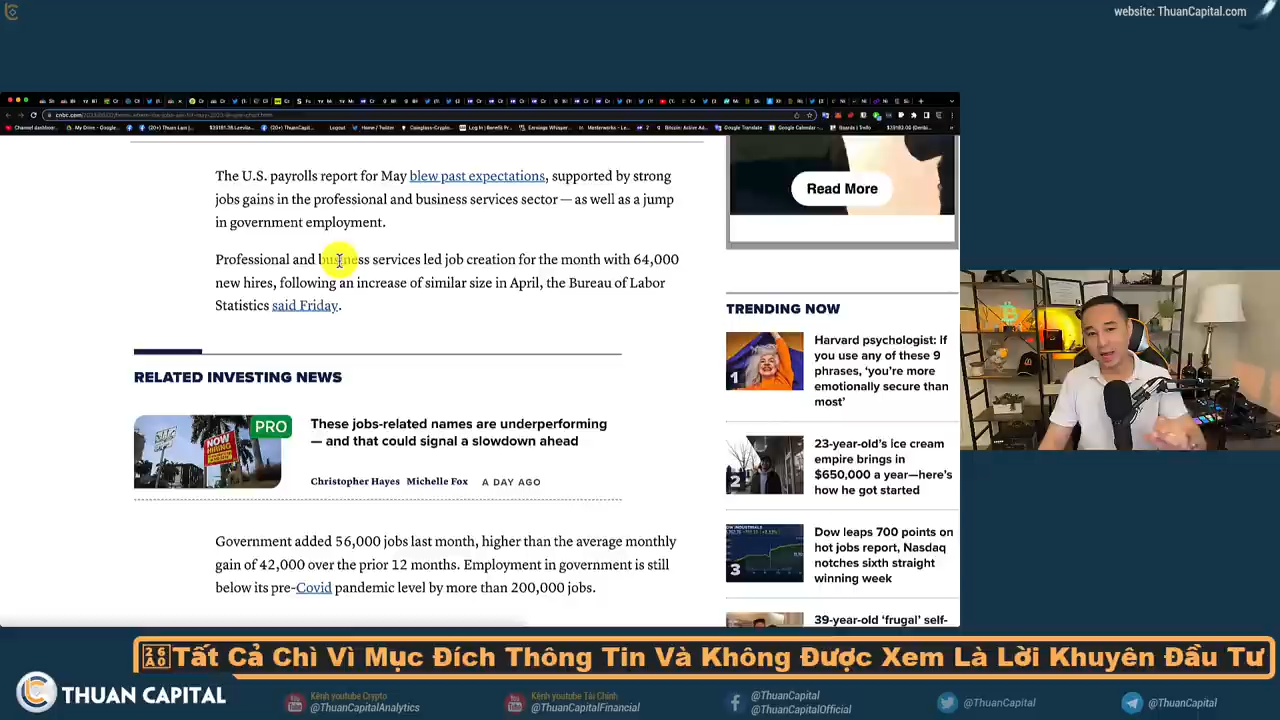 website: ThuanCapital.com
The U.S. payrolls report for May blew past expectations, supported by strong
jobs gains in the professional and business services sector — as well as a jump
in government employment.
Professional and business services led job creation for the month with 64,000
new hires, following an increase of similar size in April, the Bureau of Labor
Statistics said Friday.
RELATED INVESTING NEWS
NOW
HIRING
PRO
These jobs-related names are underperforming
— and that could signal a slowdown ahead
Christopher Hayes Michelle Fox A DAY AGO
Government added 56,000 jobs last month, higher than the average monthly
gain of 42,000 over the prior 12 months. Employment in government is still
below its pre-Covid pandemic level by more than 200,000 jobs.
Read More
TRENDING NOW
1
Harvard psychologist: If
you use any of these 9
phrases, ‘you’re more
emotionally secure than
most’
2
23-year-old’s ice cream
empire brings in
$650,000 a year—here’s
how he got started
3
Dow leaps 700 points on
hot jobs report, Nasdaq
notches sixth straight
winning week
39-year-old ‘frugal’ self-
Tất Cả Chỉ Vì Mục Đích Thông Tin Và Không Được Xem Là Lời Khuyên Đầu Tư
THUAN CAPITAL
Kênh youtube Crypto
@ThuanCapitalAnalytics
Kênh youtube Tài Chính
@ThuanCapitalFinancial
@ThuanCapital
@ThuanCapitalOfficial
@ThuanCapital
@ThuanCapital